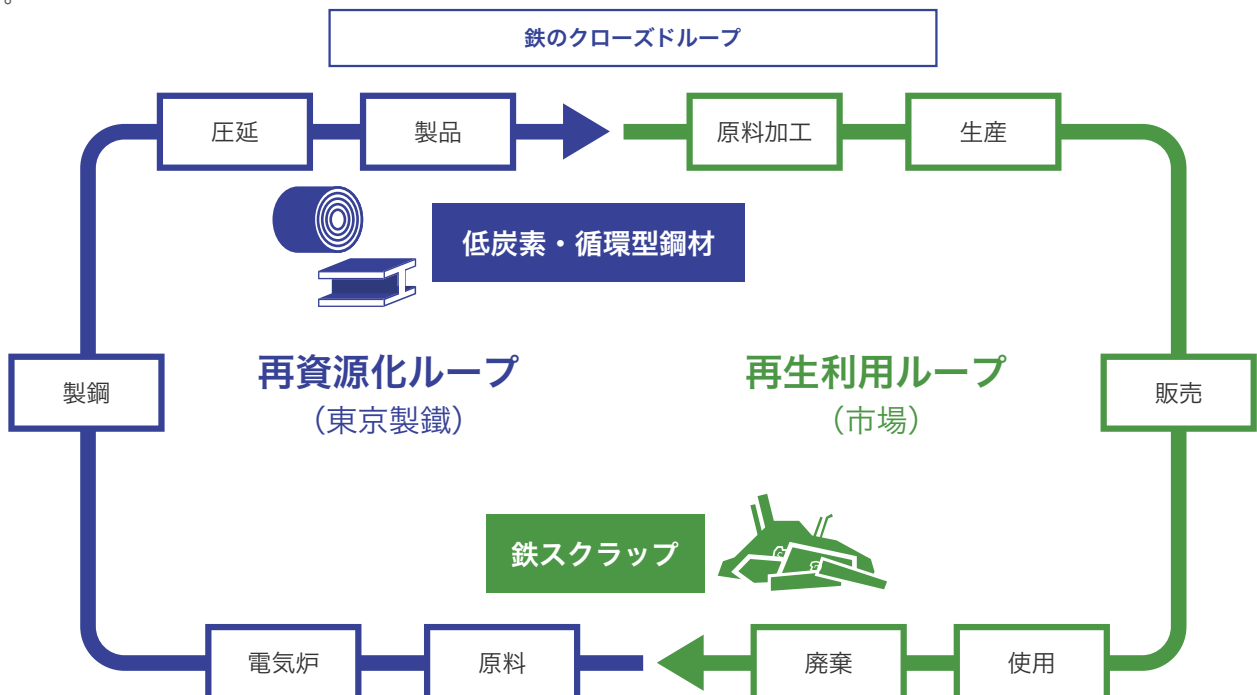 。
鉄のクローズドループ
圧延
製品
原料加工
生産
低炭素・循環型鋼材
製鋼
再資源化ループ
（東京製鐵）
再生利用ループ
（市場）
販売
鉄スクラップ
電気炉
原料
廃棄
使用